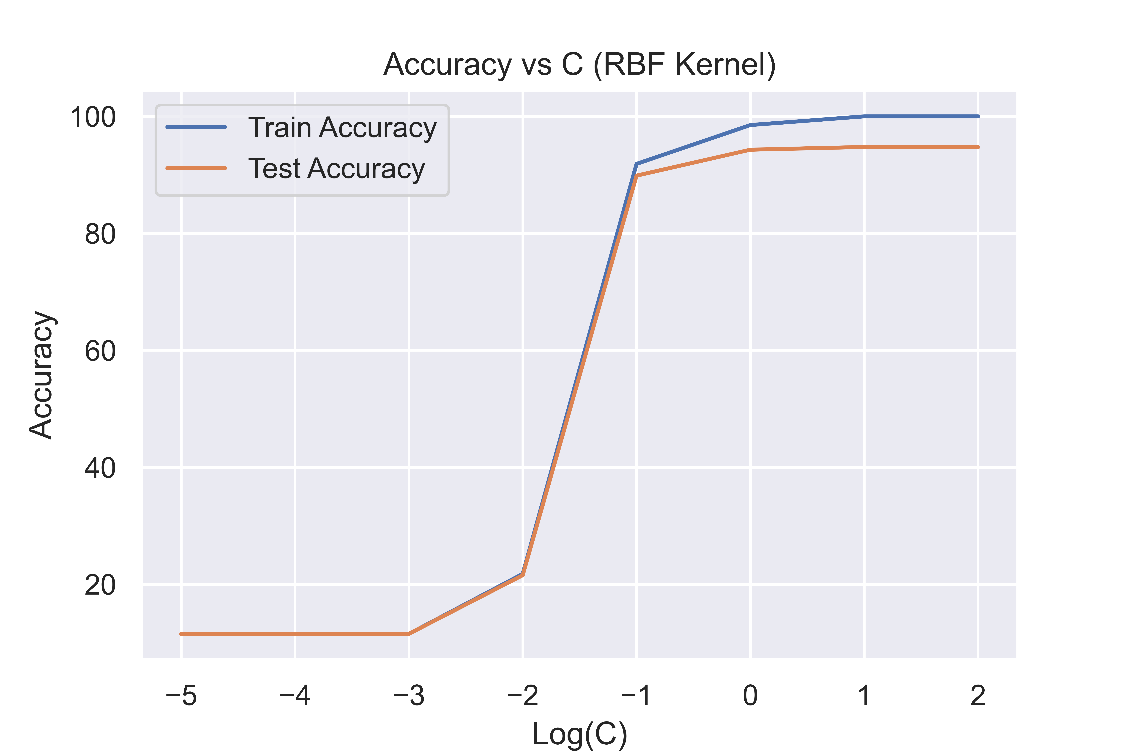 Accuracy vs C (RBF Kernel)
Train Accuracy
Test Accuracy
100
80
60
40
20
Accuracy
−5 −4 −3 −2 −1 0 1 2
Log(C)